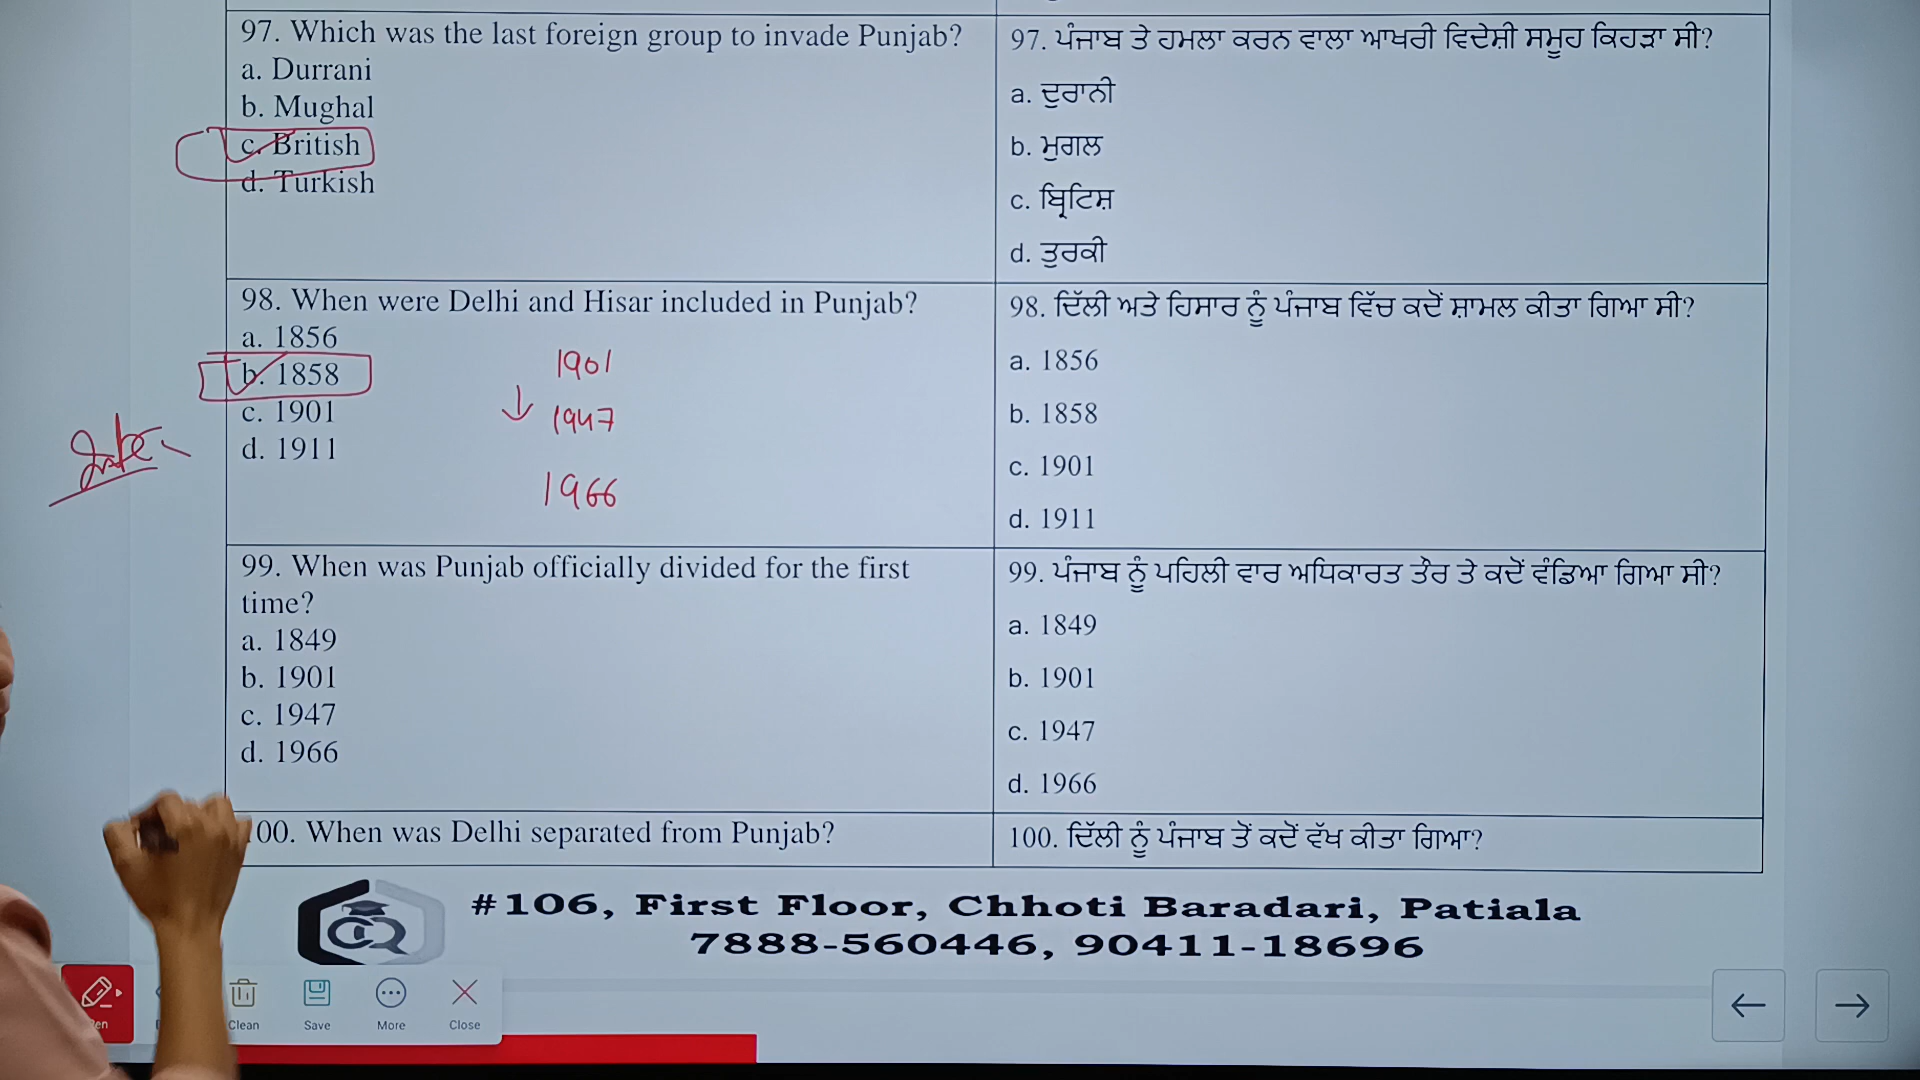 97. Which was the last foreign group to invade Punjab?
a. Durrani
b. Mughal
c. British
d. Turkish
97. ਪੰਜਾਬ ਤੇ ਹਮਲਾ ਕਰਨ ਵਾਲਾ ਆਖਰੀ ਵਿਦੇਸ਼ੀ ਸਮੂਹ ਕਿਹੜਾ ਸੀ?
a. ਦੁਰਾਨੀ
b. ਮੁਗਲ
c. ਬ੍ਰਿਟਿਸ਼
d. ਤੁਰਕੀ
98. When were Delhi and Hisar included in Punjab?
a. 1856
b. 1858
c. 1901
d. 1911
1901
1947
1966
98. ਦਿੱਲੀ ਅਤੇ ਹਿਸਾਰ ਨੂੰ ਪੰਜਾਬ ਵਿੱਚ ਕਦੋਂ ਸ਼ਾਮਲ ਕੀਤਾ ਗਿਆ ਸੀ?
a. 1856
b. 1858
c. 1901
d. 1911
99. When was Punjab officially divided for the first
time?
a. 1849
b. 1901
c. 1947
d. 1966
99. ਪੰਜਾਬ ਨੂੰ ਪਹਿਲੀ ਵਾਰ ਅਧਿਕਾਰਤ ਤੌਰ ਤੇ ਕਦੋਂ ਵੰਡਿਆ ਗਿਆ ਸੀ?
a. 1849
b. 1901
c. 1947
d. 1966
100. When was Delhi separated from Punjab?
100. ਦਿੱਲੀ ਨੂੰ ਪੰਜਾਬ ਤੋਂ ਕਦੋਂ ਵੱਖ ਕੀਤਾ ਗਿਆ?
#106, First Floor, Chhoti Baradari, Patiala
7888-560446, 90411-18696
Clean Save More Close